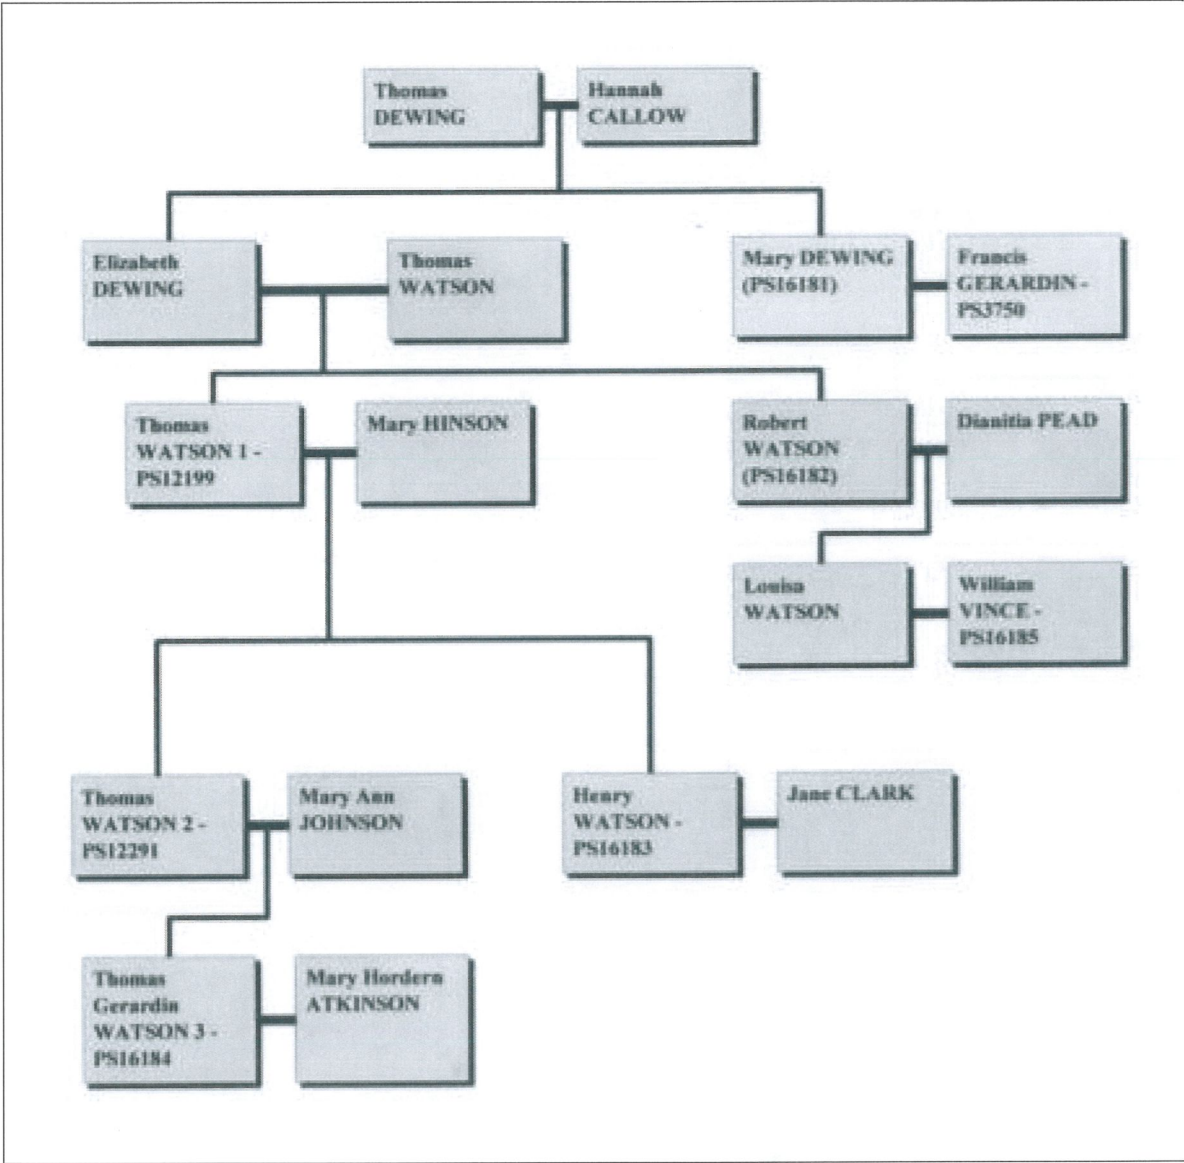 Thomas
DEWING
Hannah
CALLOW
Elizabeth
DEWING
Thomas
WATSON
Mary DEWING
(PS16181)
Francis
GERARDIN -
PS3750
Thomas
WATSON 1 -
PS12199
Mary HINSON
Robert
WATSON
(PS16182)
Dianitia PEAD
Louisa
WATSON
William
VINCE -
PS16185
Thomas
WATSON 2 -
PS12291
Mary Ann
JOHNSON
Henry
WATSON -
PS16183
Jane CLARK
Thomas
Gerardin
WATSON 3 -
PS16184
Mary Hordern
ATKINSON